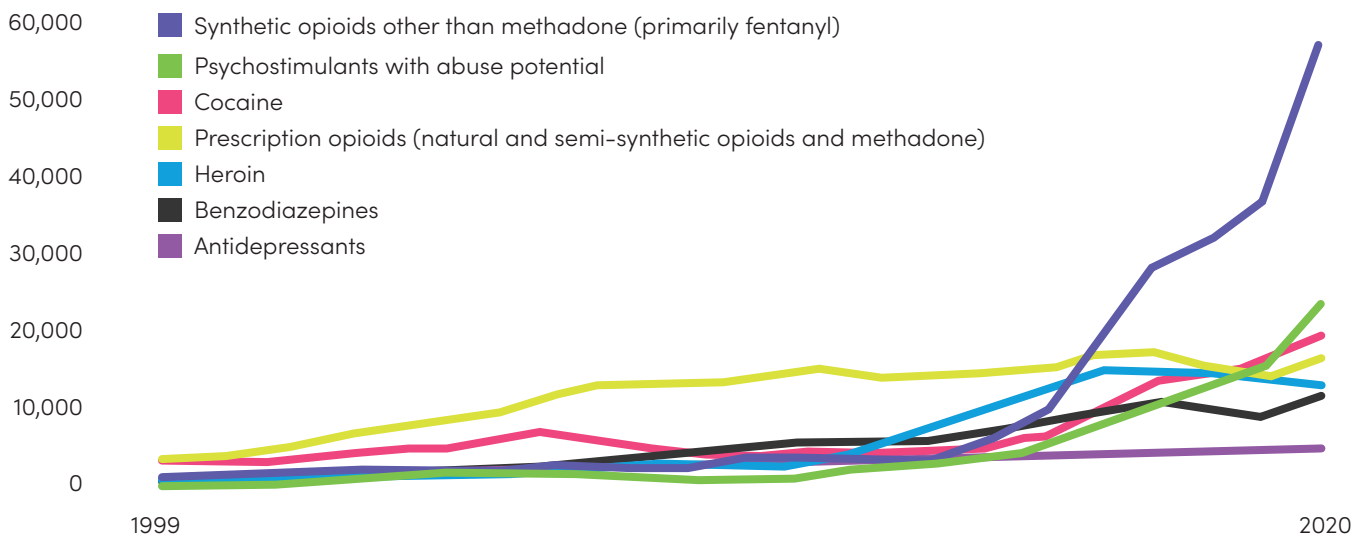 60,000
Synthetic opioids other than methadone (primarily fentanyl)
Psychostimulants with abuse potential
50,000
Cocaine
Prescription opioids (natural and semi-synthetic opioids and methadone)
40,000
Heroin
Benzodiazepines
30,000
Antidepressants
20,000
10,000
0
1999
2020